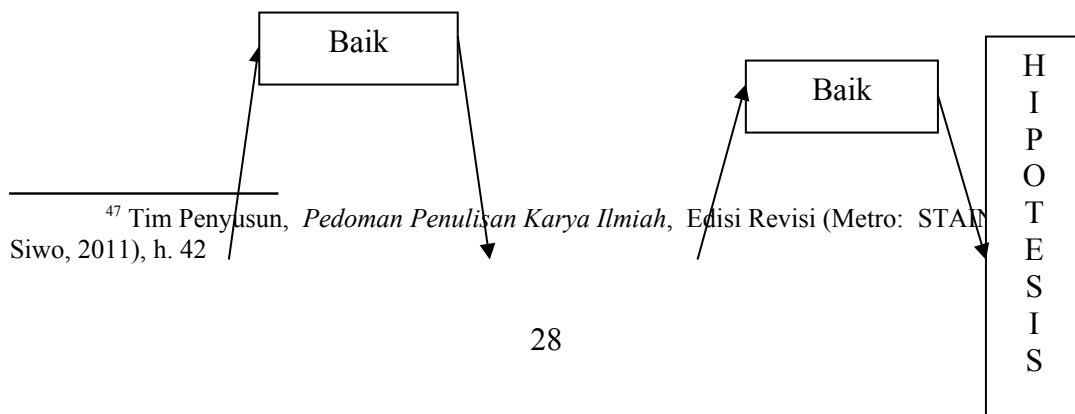 Baik
Baik
H
I
P
O
T
E
S
I
S
47 Tim Penyusun, Pedoman Penulisan Karya Ilmiah, Edisi Revisi (Metro: STAIN
Siwo, 2011), h. 42
28